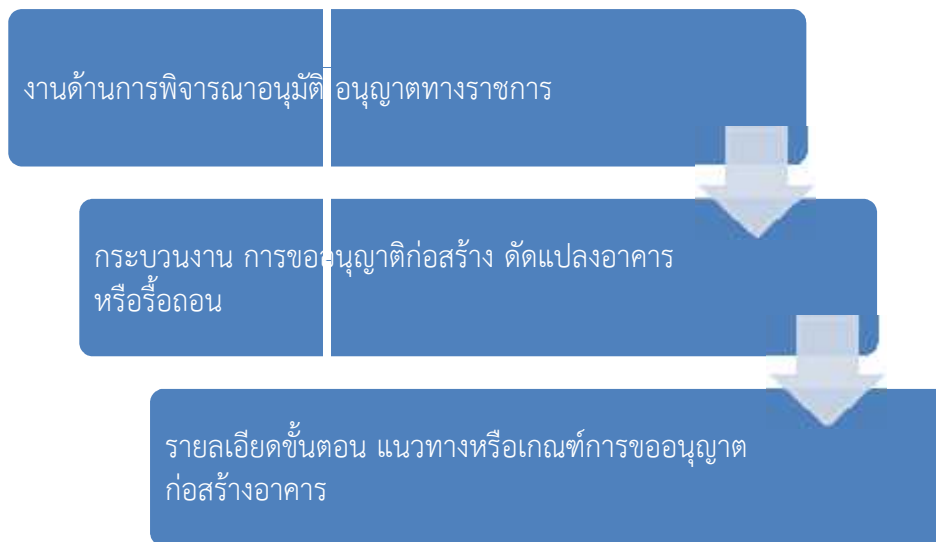 งานด้านการพิจารณาอนุมัติ อนุญาตทางราชการ
กระบวนงาน การขออนุญาติก่อสร้าง ดัดแปลงอาคาร
หรือรื้อถอน
รายลเอียดขั้นตอน แนวทางหรือเกณฑ์การขออนุญาต
ก่อสร้างอาคาร